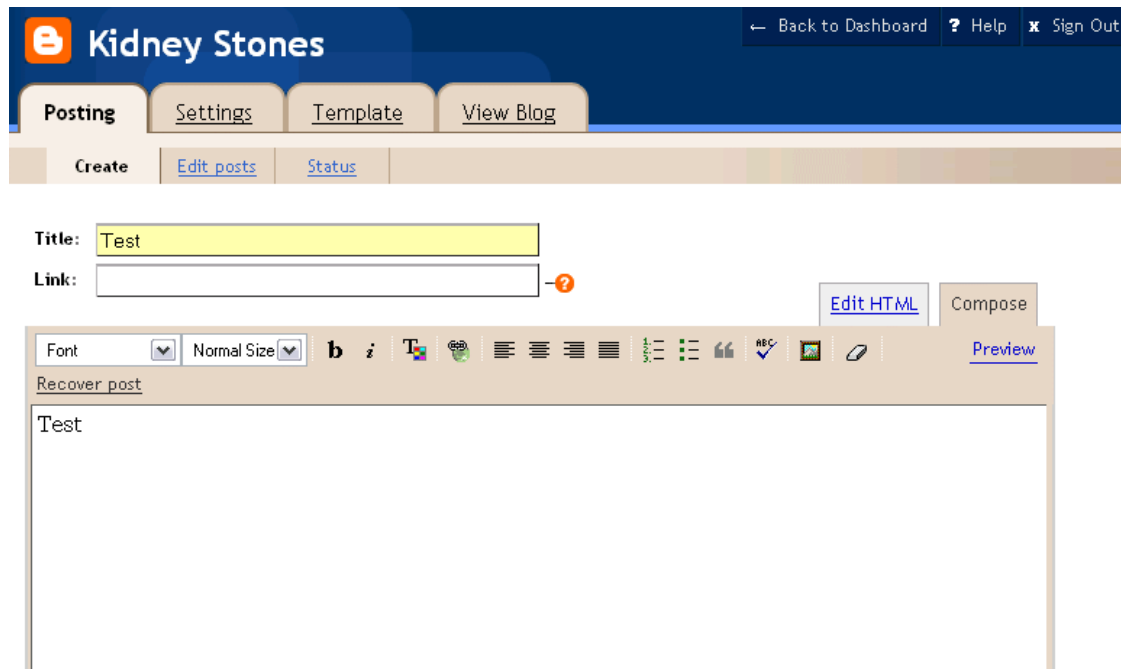 Kidney Stones
← Back to Dashboard ? Help x Sign Out
Posting Settings Template View Blog
Create Edit posts Status
Title: Test
Link:
?
Edit HTML Compose
Font Normal Size b i T ABC Preview
Recover post
Test